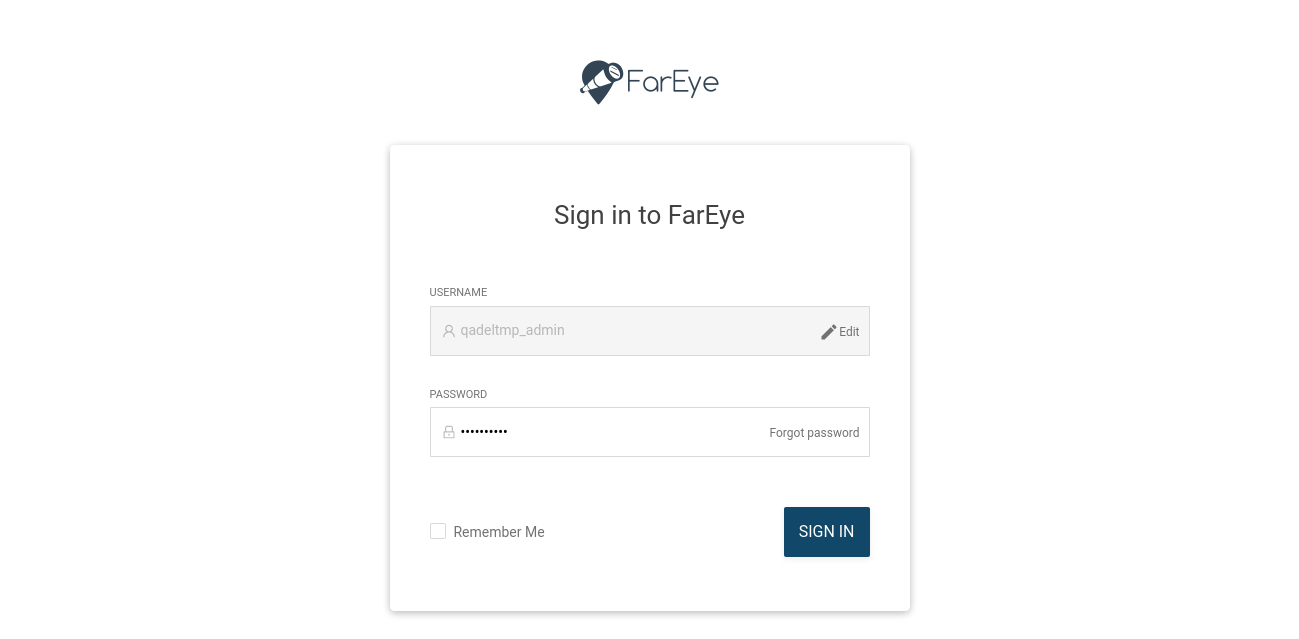 FarEye
Sign in to FarEye
USERNAME
qadeltmp_admin
Edit
PASSWORD
••••••••••
Forgot password
Remember Me
SIGN IN